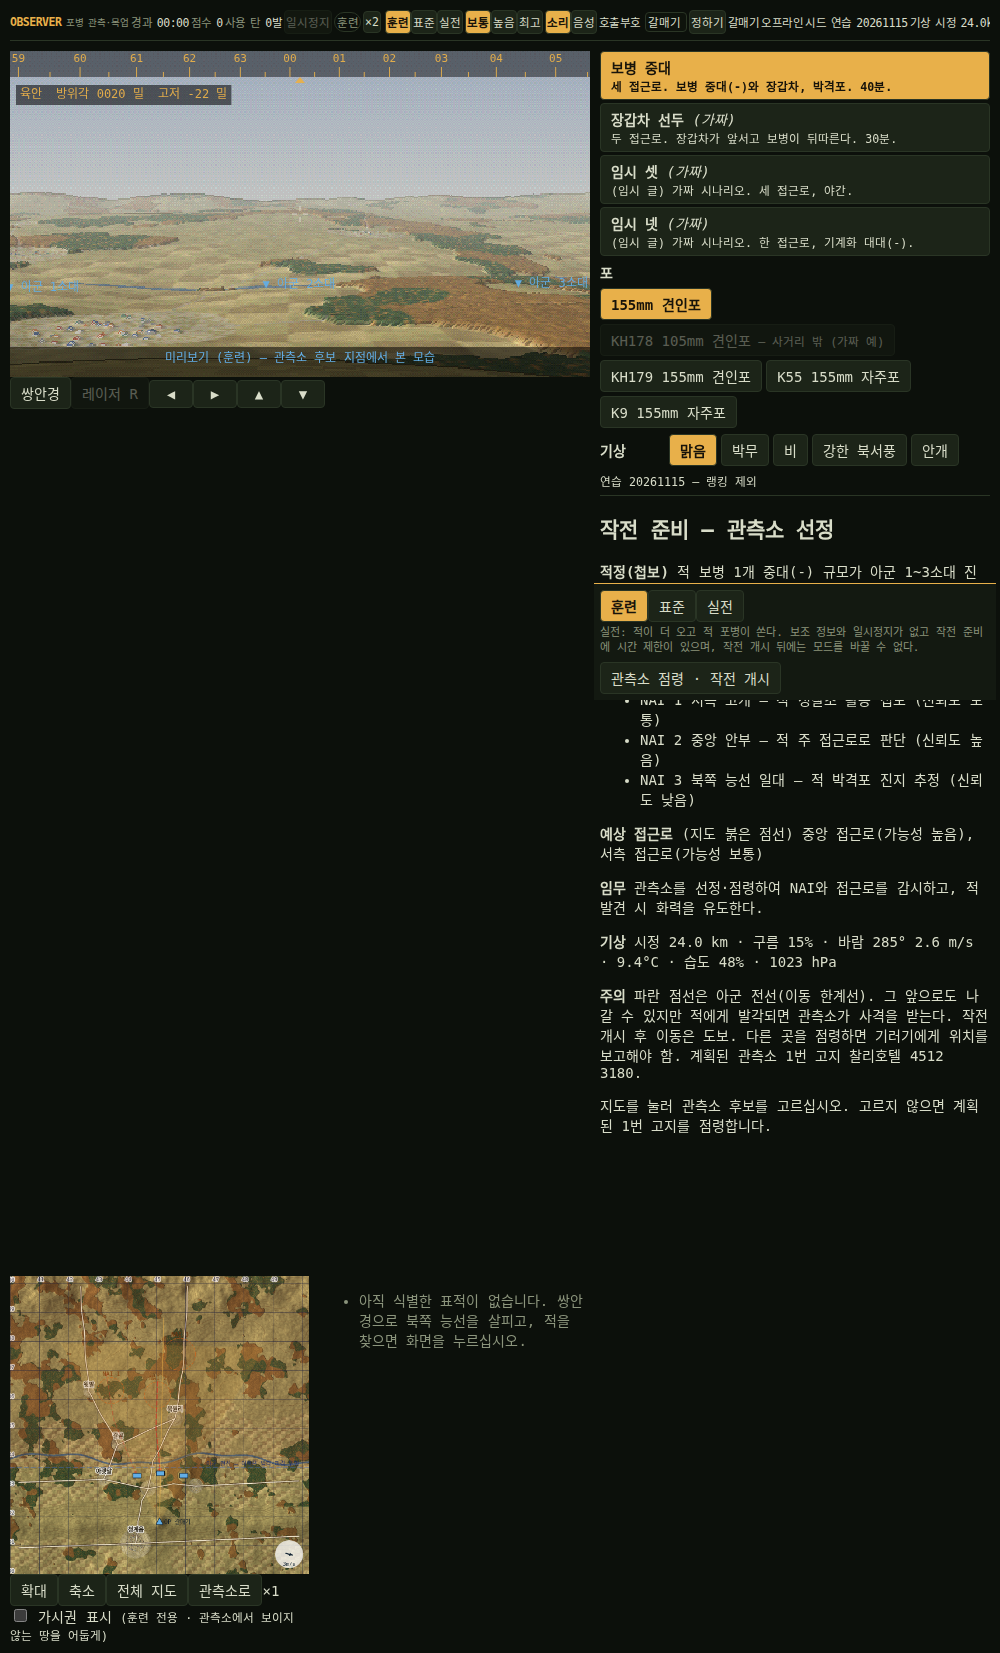 OBSERVER 포병 관측·목업 경과 00:00 점수 0 사용 탄 0발 일시정지 훈련 ×2 훈련 표준 실전 보통 높음 최고 소리 음성 호출부호 갈매기 정하기 갈매기 오프라인 시드 연습 20261115 기상 시정 24.0
59 60 61 62 63 00 01 02 03 04 05
육안 방위각 0020 밀 고저 -22 밀
▼ 아군 3소대
미리보기 (훈련) — 관측소 후보 지점에서 본 모습
쌍안경 레이저 R ◀ ▶ ▲ ▼
보병 중대
세 접근로. 보병 중대(-)와 장갑차, 박격포. 40분.
장갑차 선두 (가짜)
두 접근로. 장갑차가 앞서고 보병이 뒤따른다. 30분.
임시 셋 (가짜)
(임시 글) 가짜 시나리오. 세 접근로, 야간.
임시 넷 (가짜)
(임시 글) 가짜 시나리오. 한 접근로, 기계화 대대(-).
포
155mm 견인포
KH178 105mm 견인포 — 사거리 밖 (가짜 예)
KH179 155mm 견인포 K55 155mm 자주포
K9 155mm 자주포
기상 맑음 박무 비 강한 북서풍 안개
연습 20261115 — 랭킹 제외
작전 준비 — 관측소 선정
적정(첩보) 적 보병 1개 중대(-) 규모가 아군 1~3소대 진
훈련 표준 실전
실전: 적이 더 오고 적 포병이 쏜다. 보조 정보와 일시정지가 없고 작전 준비
에 시간 제한이 있으며, 작전 개시 뒤에는 모드를 바꿀 수 없다.
관측소 점령 · 작전 개시
• NAI 1 서측 고개 — 적 정찰조 활동 첩보 (신뢰도 보
통)
• NAI 2 중앙 안부 — 적 주 접근로로 판단 (신뢰도 높
음)
• NAI 3 북쪽 능선 일대 — 적 박격포 진지 추정 (신뢰
도 낮음)
예상 접근로 (지도 붉은 점선) 중앙 접근로(가능성 높음),
서측 접근로(가능성 보통)
임무 관측소를 선정·점령하여 NAI와 접근로를 감시하고, 적
발견 시 화력을 유도한다.
기상 시정 24.0 km · 구름 15% · 바람 285° 2.6 m/s
· 9.4°C · 습도 48% · 1023 hPa
주의 파란 점선은 아군 전선(이동 한계선). 그 앞으로도 나
갈 수 있지만 적에게 발각되면 관측소가 사격을 받는다. 작전
개시 후 이동은 도보. 다른 곳을 점령하면 기러기에게 위치를
보고해야 함. 계획된 관측소 1번 고지 찰리호텔 4512
3180.
지도를 눌러 관측소 후보를 고르십시오. 고르지 않으면 계획
된 1번 고지를 점령합니다.
• 아직 식별한 표적이 없습니다. 쌍안
경으로 북쪽 능선을 살피고, 적을
찾으면 화면을 누르십시오.
확대 축소 전체 지도 관측소로 ×1
가시권 표시 (훈련 전용 · 관측소에서 보이지
않는 땅을 어둡게)